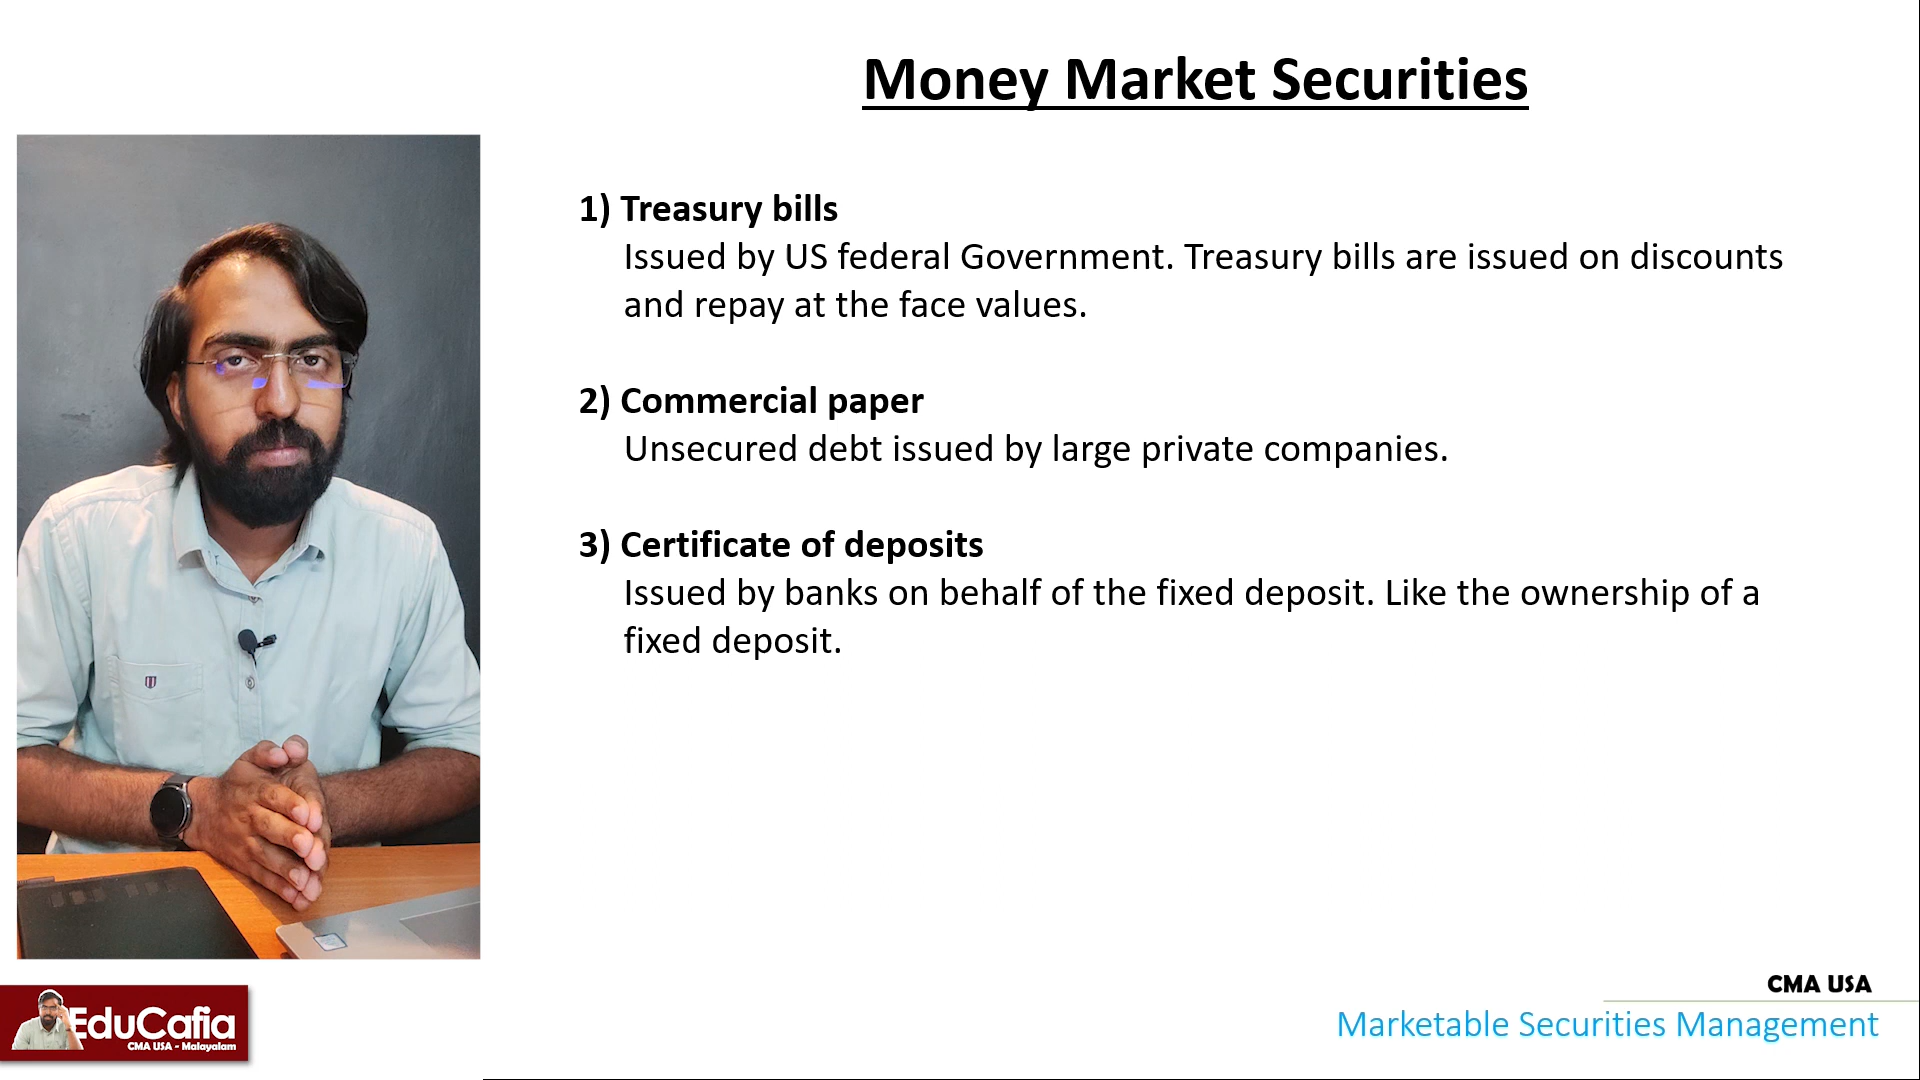 Money Market Securities
1) Treasury bills
Issued by US federal Government. Treasury bills are issued on discounts
and repay at the face values.
2) Commercial paper
Unsecured debt issued by large private companies.
3) Certificate of deposits
Issued by banks on behalf of the fixed deposit. Like the ownership of a
fixed deposit.
EduCafia
CMA USA - Malayalam
CMA USA
Marketable Securities Management